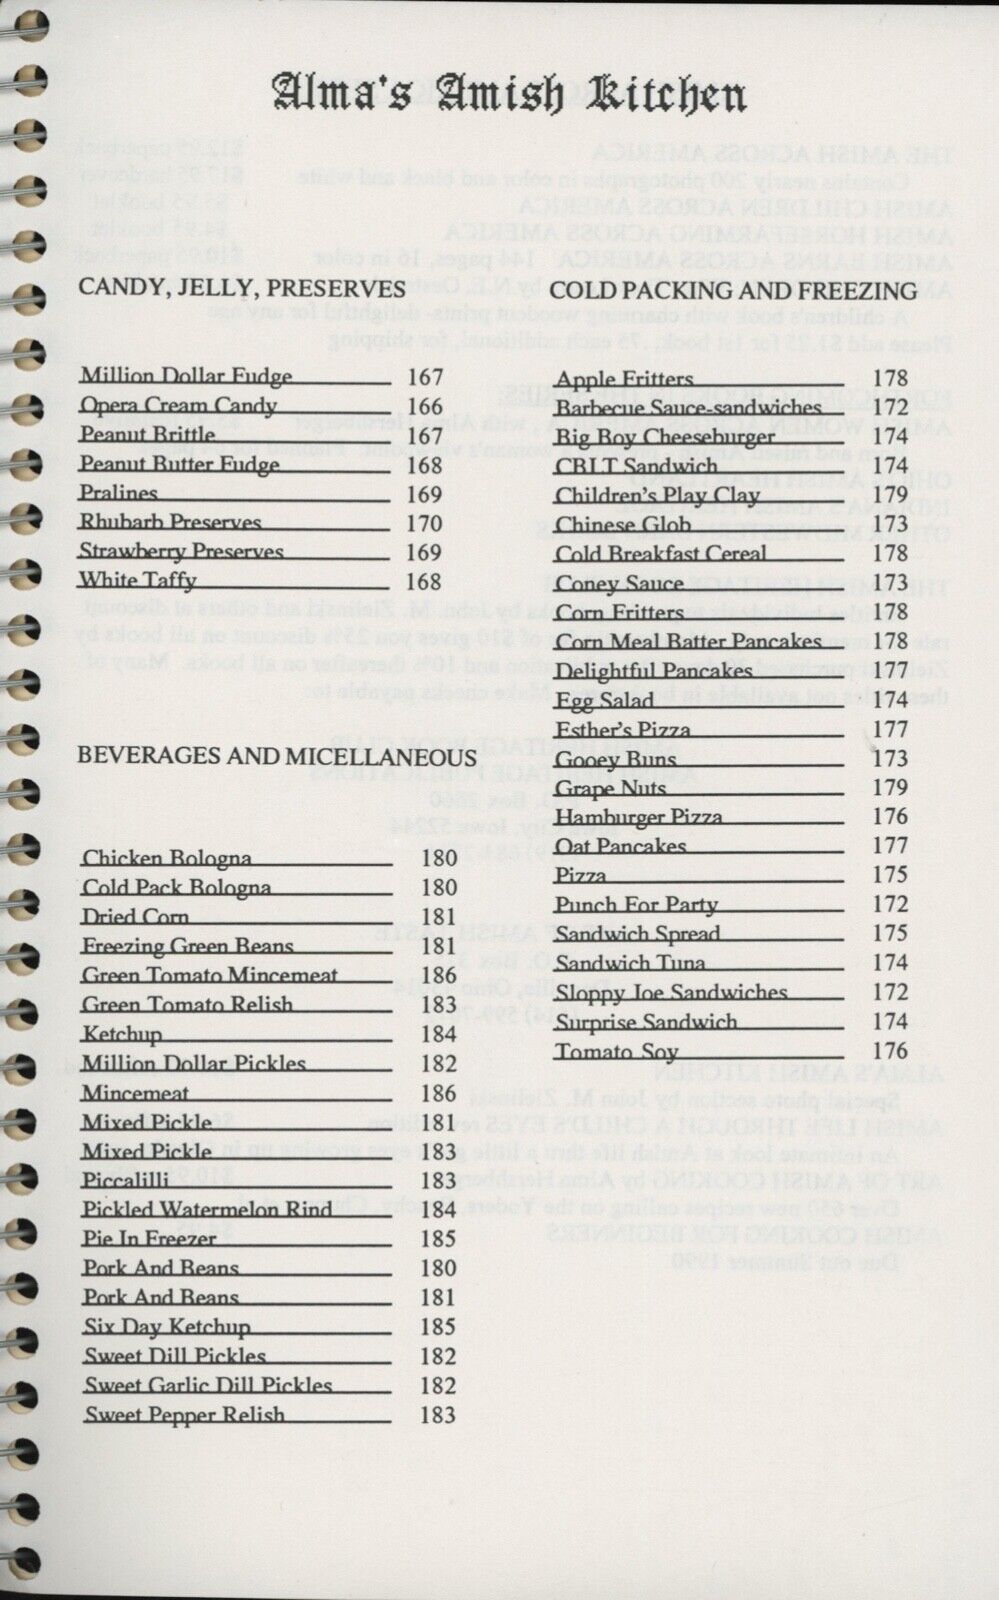 Alma's Amish Kitchen
CANDY, JELLY, PRESERVES
Million Dollar Fudge 167
Opera Cream Candy 166
Peanut Brittle 167
Peanut Butter Fudge 168
Pralines 169
Rhubarb Preserves 170
Strawberry Preserves 169
White Taffy 168
BEVERAGES AND MICELLANEOUS
Chicken Bologna 180
Cold Pack Bologna 180
Dried Corn 181
Freezing Green Beans 181
Green Tomato Mincemeat 186
Green Tomato Relish 183
Ketchup 184
Million Dollar Pickles 182
Mincemeat 186
Mixed Pickle 181
Mixed Pickle 183
Piccalilli 183
Pickled Watermelon Rind 184
Pie In Freezer 185
Pork And Beans 180
Pork And Beans 181
Six Day Ketchup 185
Sweet Dill Pickles 182
Sweet Garlic Dill Pickles 182
Sweet Pepper Relish 183
COLD PACKING AND FREEZING
Apple Fritters 178
Barbecue Sauce-sandwiches 172
Big Boy Cheeseburger 174
CBLT Sandwich 174
Children's Play Clay 179
Chinese Glob 173
Cold Breakfast Cereal 178
Coney Sauce 173
Corn Fritters 178
Corn Meal Batter Pancakes 178
Delightful Pancakes 177
Egg Salad 174
Esther's Pizza 177
Gooey Buns 173
Grape Nuts 179
Hamburger Pizza 176
Oat Pancakes 177
Pizza 175
Punch For Party 172
Sandwich Spread 175
Sandwich Tuna 174
Sloppy Joe Sandwiches 172
Surprise Sandwich 174
Tomato Soy 176